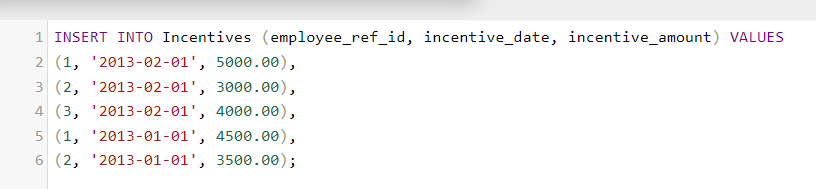 1 INSERT INTO Incentives (employee_ref_id, incentive_date, incentive_amount) VALUES
2 (1, '2013-02-01', 5000.00),
3 (2, '2013-02-01', 3000.00),
4 (3, '2013-02-01', 4000.00),
5 (1, '2013-01-01', 4500.00),
6 (2, '2013-01-01', 3500.00);